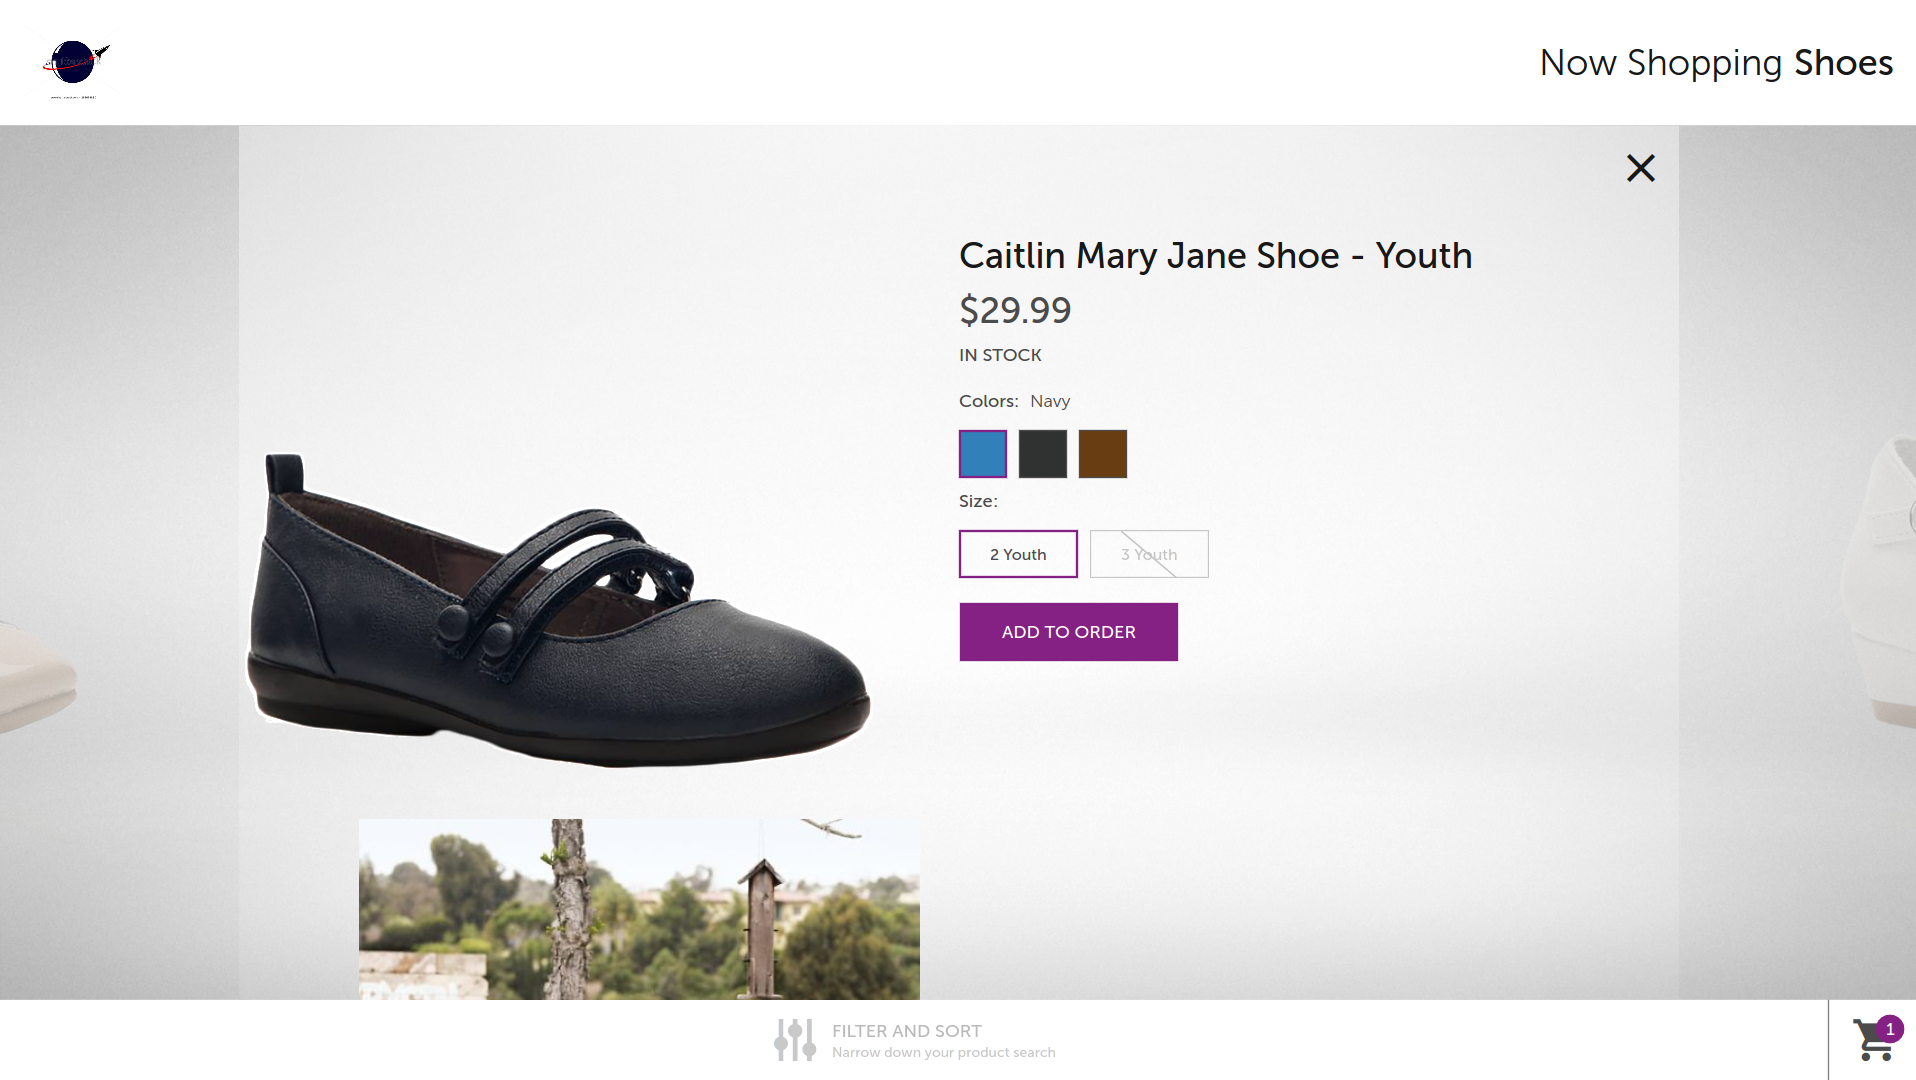 Now Shopping Shoes
Caitlin Mary Jane Shoe - Youth
$29.99
IN STOCK
Colors: Navy
Size:
2 Youth
3 Youth
ADD TO ORDER
FILTER AND SORT
Narrow down your product search
1